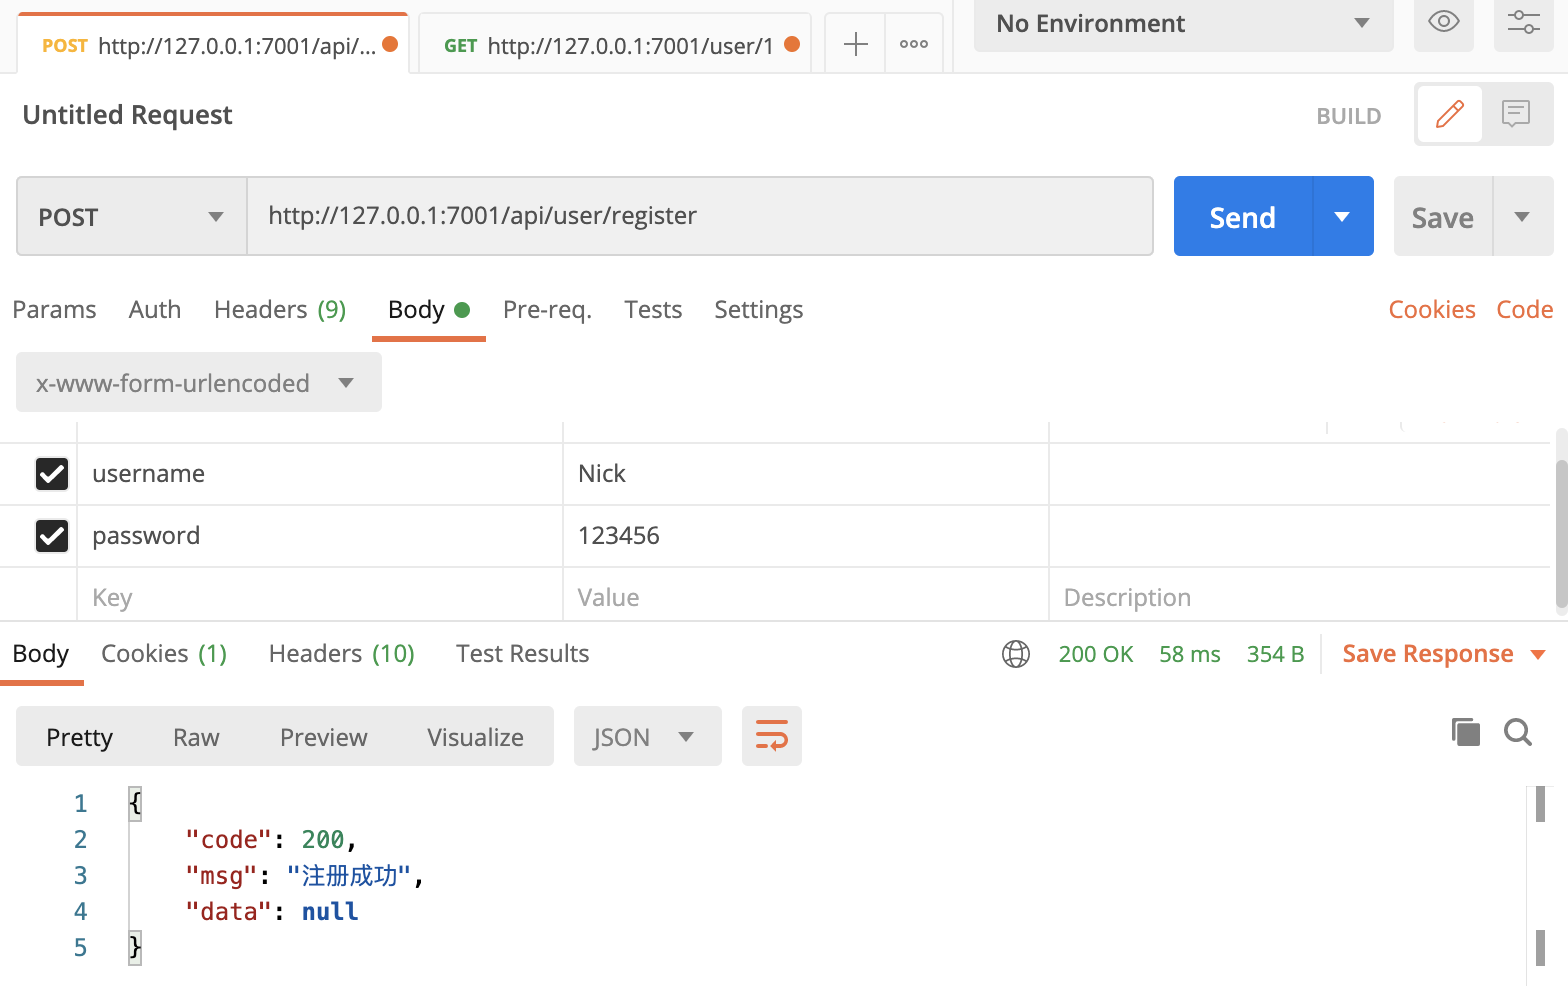 POST http://127.0.0.1:7001/api/... GET http://127.0.0.1:7001/user/1 No Environment
Untitled Request BUILD
POST http://127.0.0.1:7001/api/user/register Send Save
Params Auth Headers (9) Body Pre-req. Tests Settings Cookies Code
x-www-form-urlencoded
username Nick
password 123456
Key Value Description
Body Cookies (1) Headers (10) Test Results 200 OK 58 ms 354 B Save Response
Pretty Raw Preview Visualize JSON
1 {
2 "code": 200,
3 "msg": "注册成功",
4 "data": null
5 }